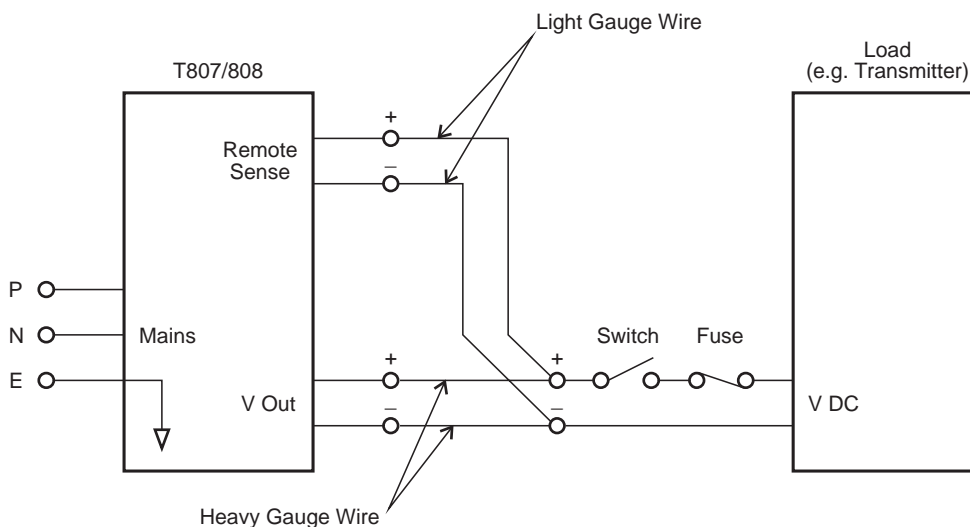 Light Gauge Wire
T807/808
Load
(e.g. Transmitter)
+
Remote
Sense
–
P
N
Mains
E
+
+
Switch
Fuse
V Out
–
–
V DC
Heavy Gauge Wire